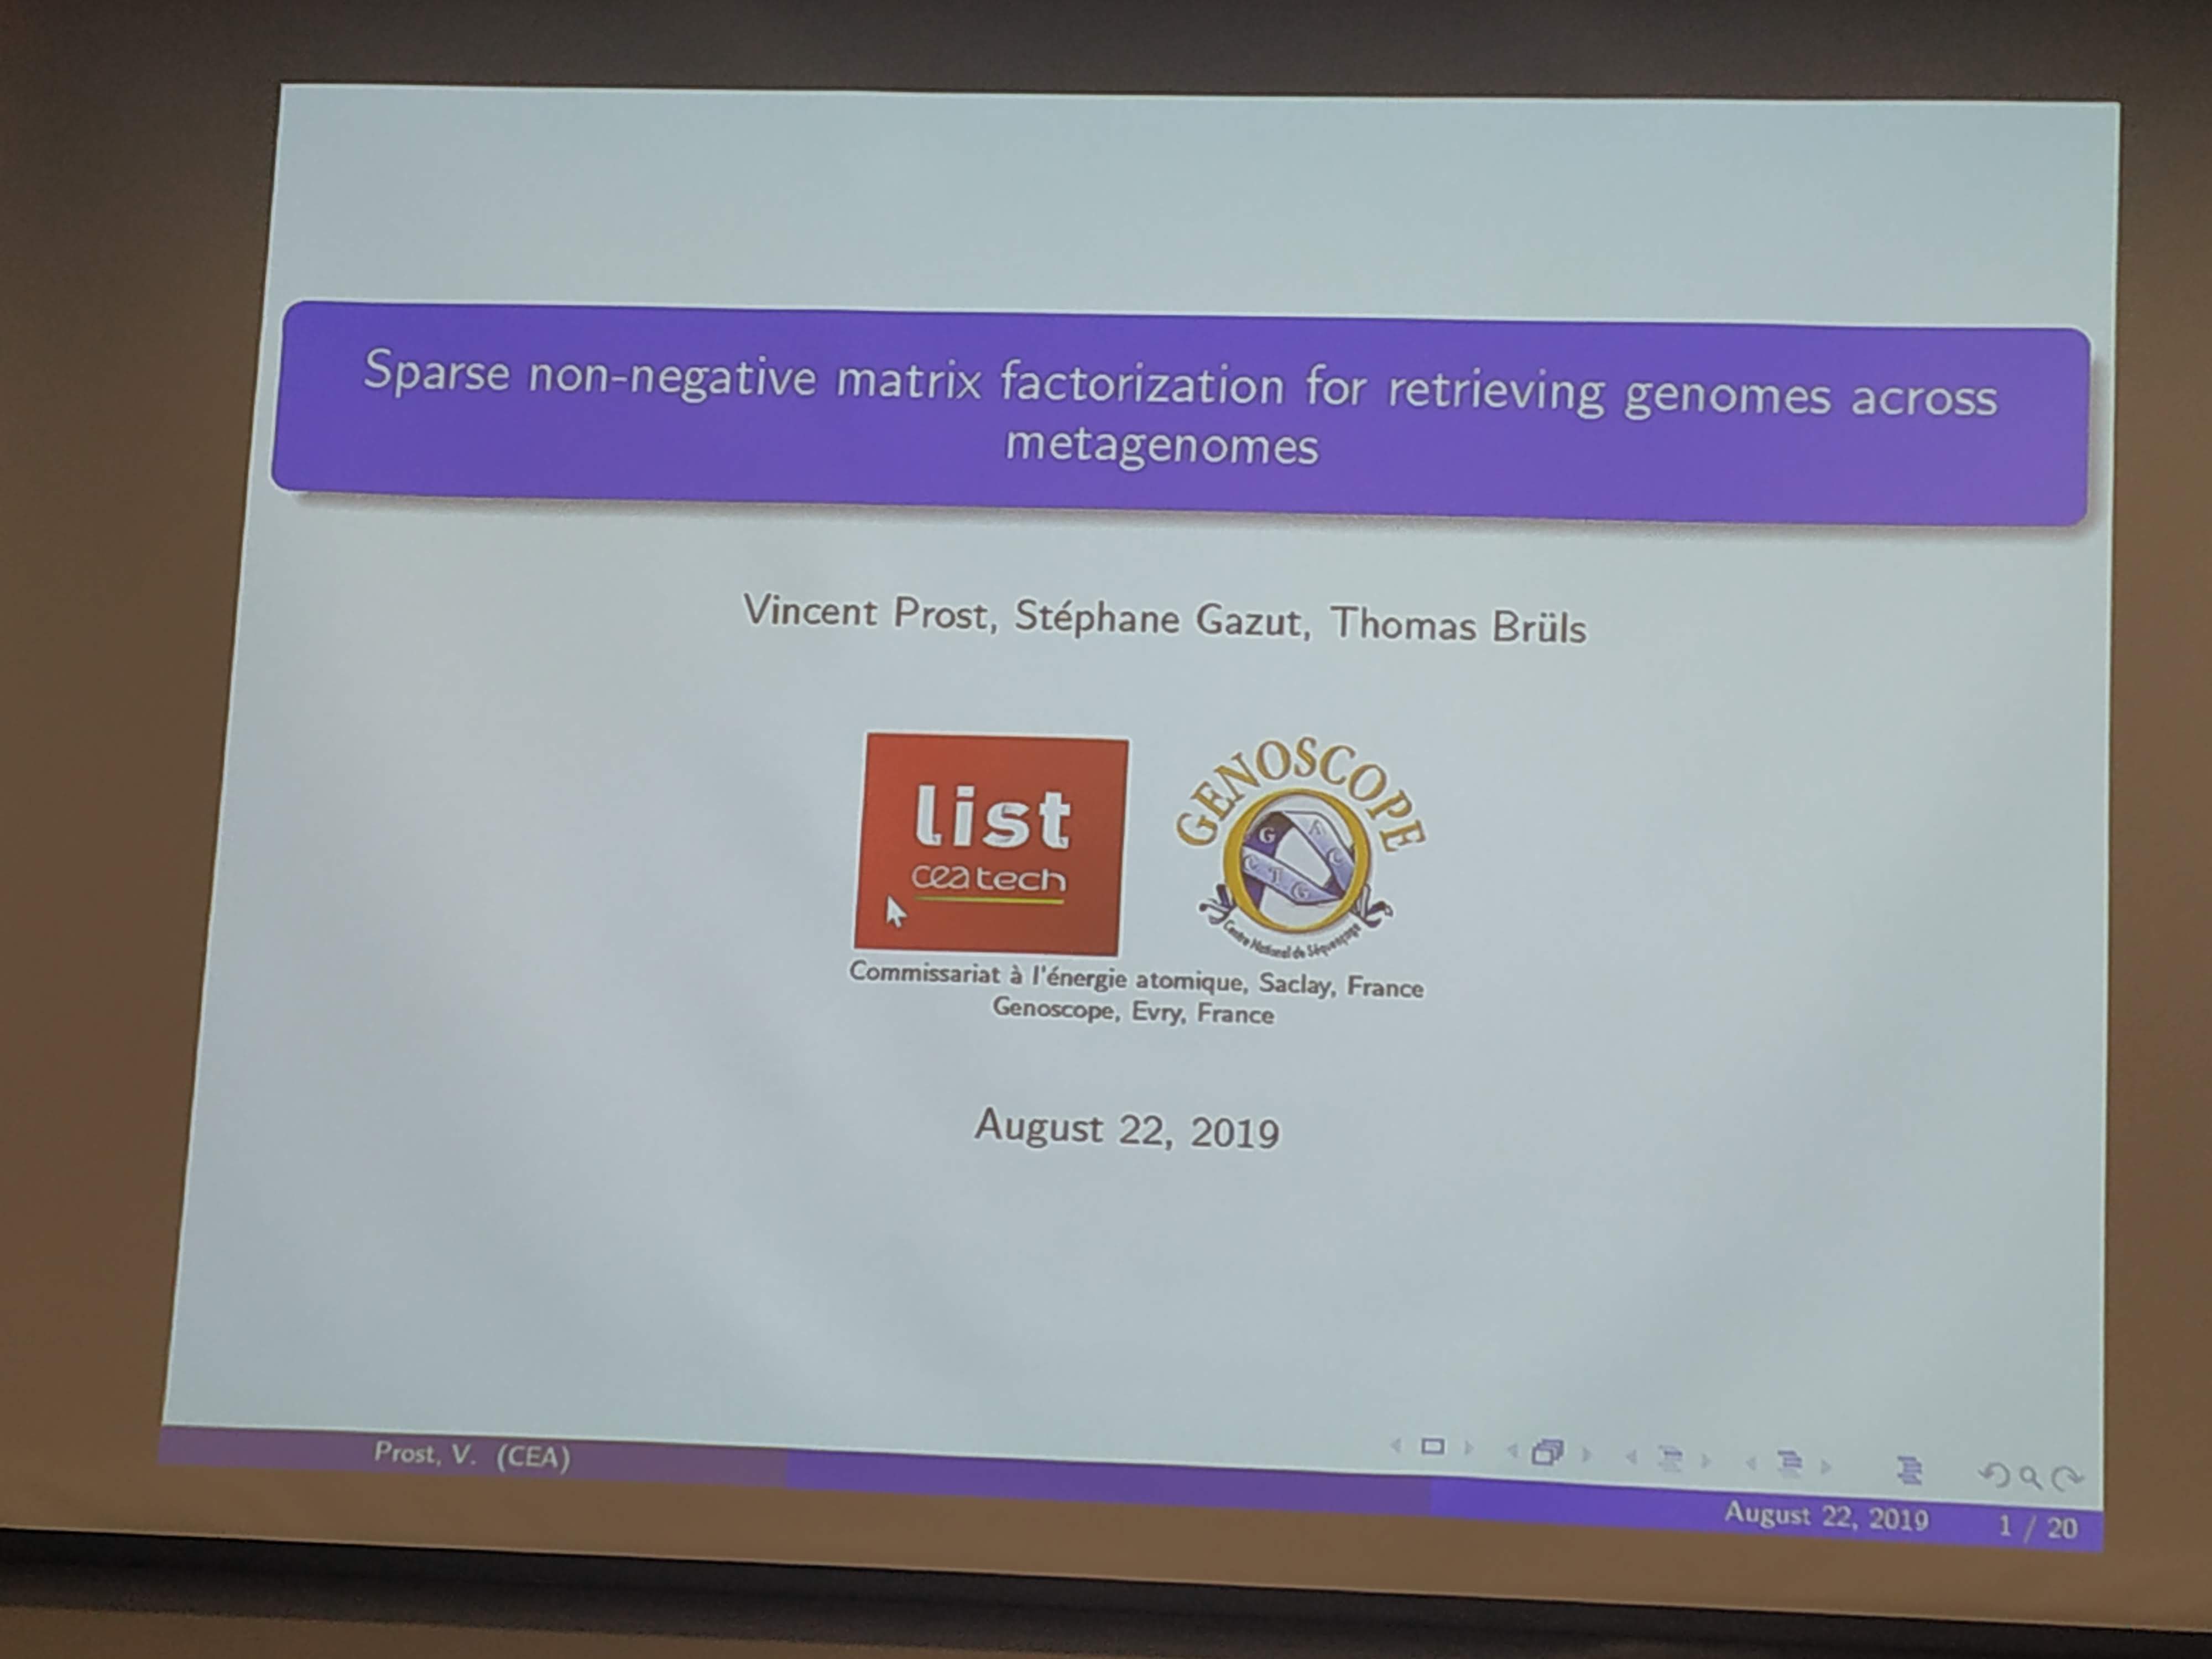 Sparse non-negative matrix factorization for retrieving genomes across
metagenomes
Vincent Prost, Stéphane Gazut, Thomas Brüls
list
ceatech
GENOSCOPE
G A C
C T G
Centre National de Séquençage
Commissariat à l'énergie atomique, Saclay, France
Genoscope, Evry, France
August 22, 2019
Prost, V. (CEA)
August 22, 2019
1 / 20